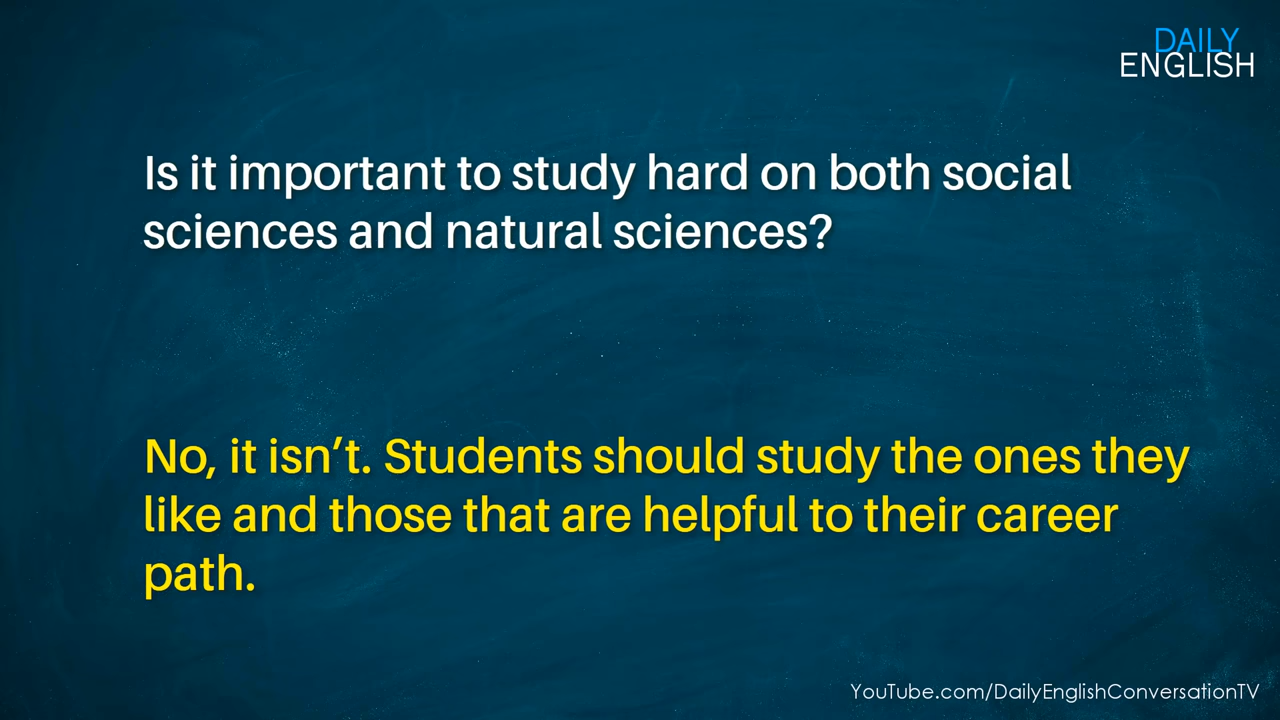 DAILY
ENGLISH
Is it important to study hard on both social
sciences and natural sciences?
No, it isn’t. Students should study the ones they
like and those that are helpful to their career
path.
YouTube.com/DailyEnglishConversationTV